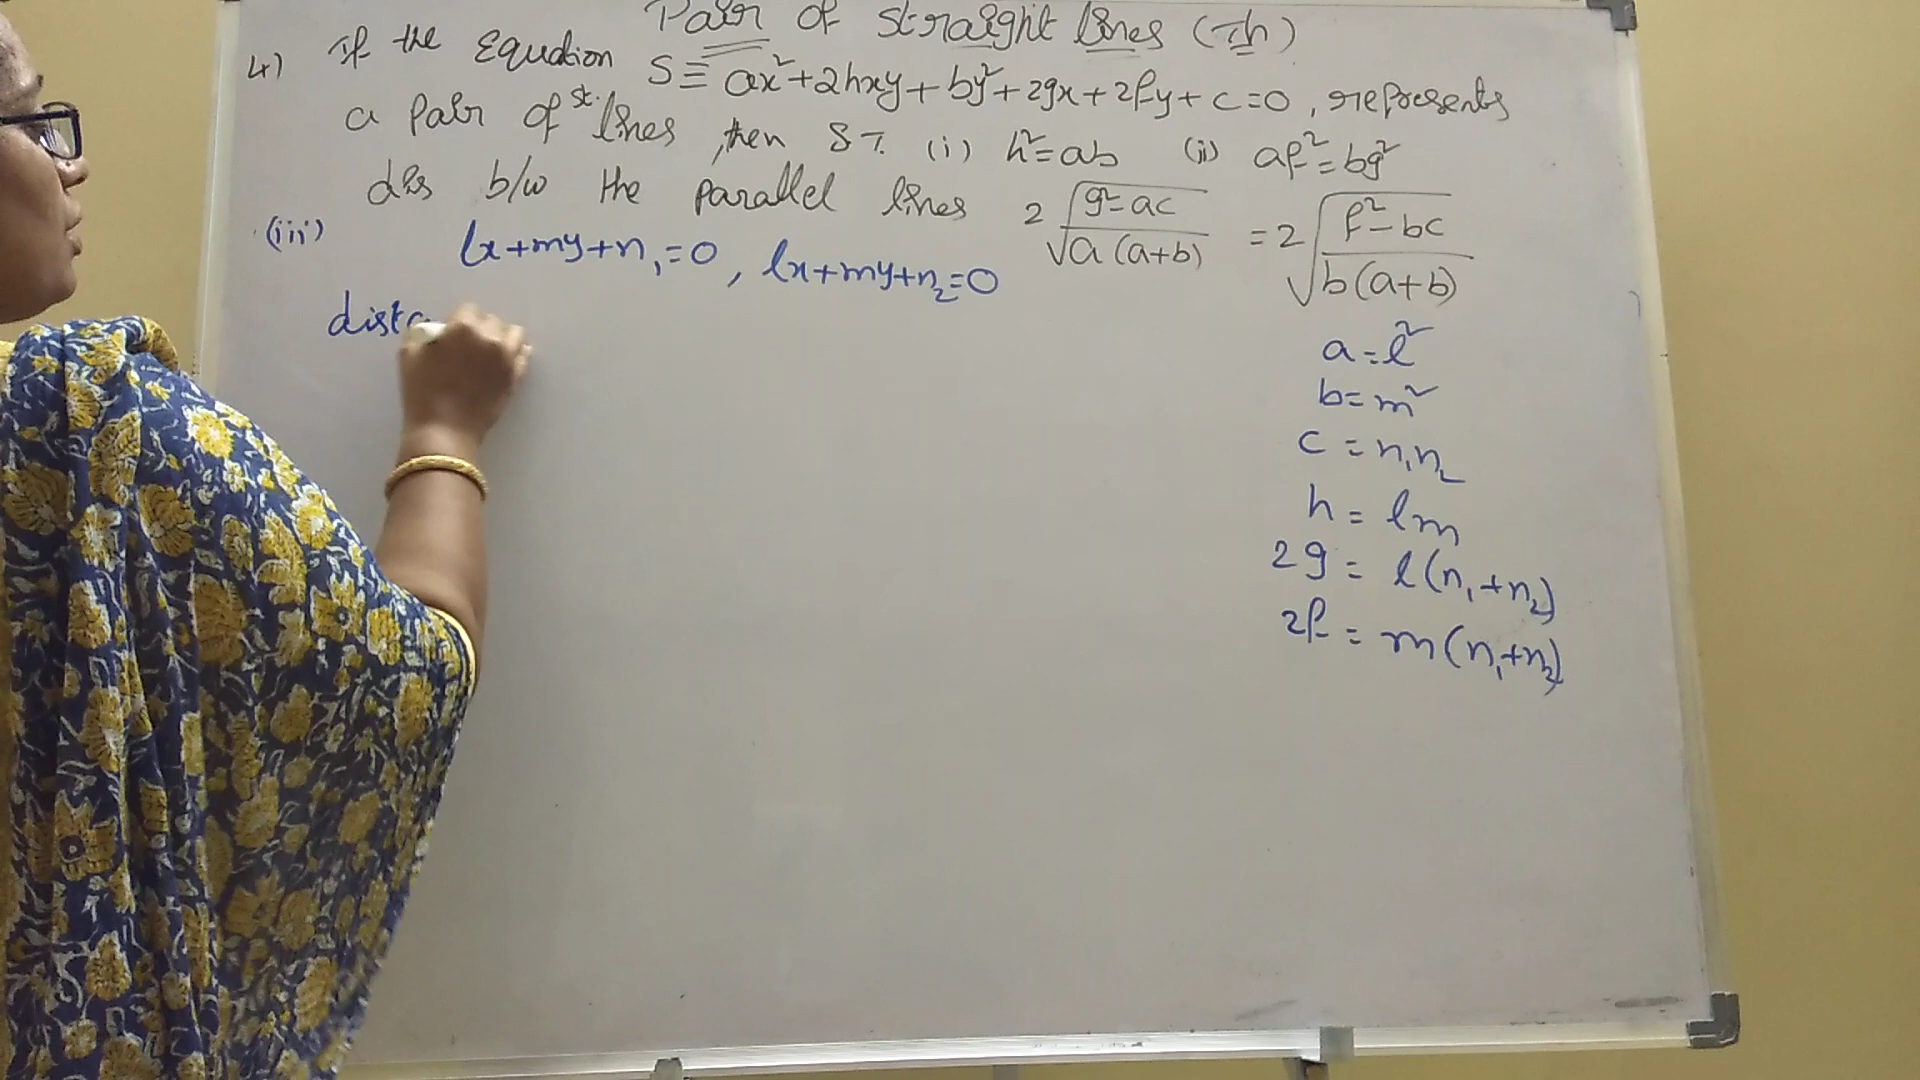 Pair of straight lines (Th)
4) If the Equation S ≡ ax²+2hxy+by²+2gx+2fy+c=0, represents
a pair of st. lines, then S.T. (i) h²=ab (ii) af²=bg²
(iii) dis b/w the parallel lines 2√(g²-ac)/(a(a+b)) = 2√(f²-bc)/(b(a+b))
lx+my+n₁=0, lx+my+n₂=0
dista
a=l²
b=m²
c=n₁n₂
h=lm
2g=l(n₁+n₂)
2f=m(n₁+n₂)